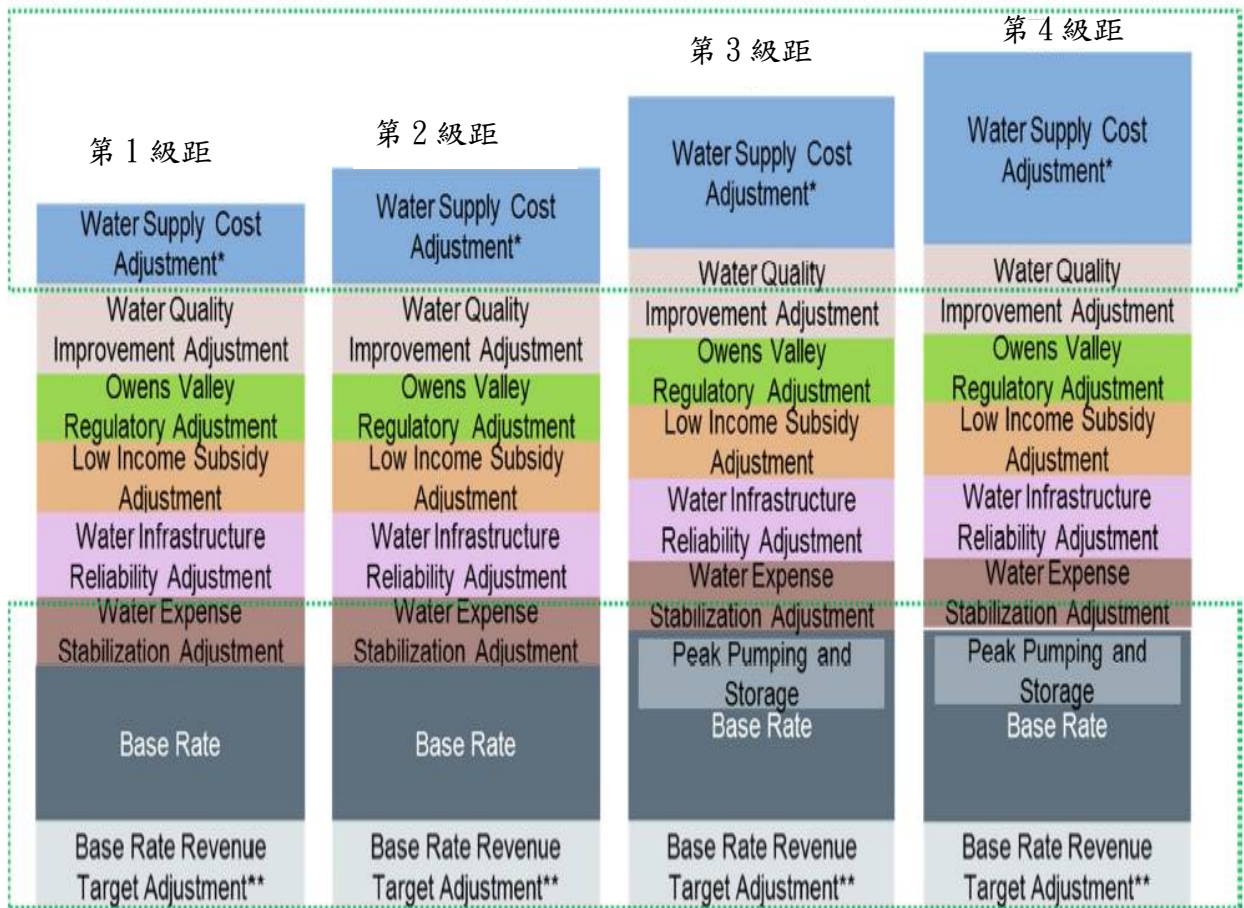 第1級距
Water Supply Cost
Adjustment*
Water Quality
Improvement Adjustment
Owens Valley
Regulatory Adjustment
Low Income Subsidy
Adjustment
Water Infrastructure
Reliability Adjustment
Water Expense
Stabilization Adjustment
Base Rate
Base Rate Revenue
Target Adjustment**
第2級距
Water Supply Cost
Adjustment*
Water Quality
Improvement Adjustment
Owens Valley
Regulatory Adjustment
Low Income Subsidy
Adjustment
Water Infrastructure
Reliability Adjustment
Water Expense
Stabilization Adjustment
Base Rate
Base Rate Revenue
Target Adjustment**
第3級距
Water Supply Cost
Adjustment*
Water Quality
Improvement Adjustment
Owens Valley
Regulatory Adjustment
Low Income Subsidy
Adjustment
Water Infrastructure
Reliability Adjustment
Water Expense
Stabilization Adjustment
Peak Pumping and
Storage
Base Rate
Base Rate Revenue
Target Adjustment**
第4級距
Water Supply Cost
Adjustment*
Water Quality
Improvement Adjustment
Owens Valley
Regulatory Adjustment
Low Income Subsidy
Adjustment
Water Infrastructure
Reliability Adjustment
Water Expense
Stabilization Adjustment
Peak Pumping and
Storage
Base Rate
Base Rate Revenue
Target Adjustment**